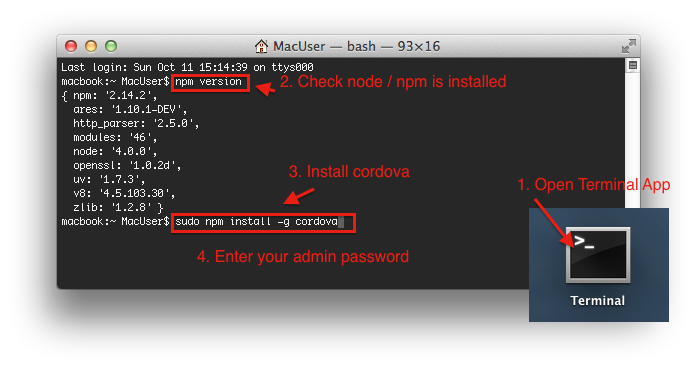 MacUser — bash — 93×16
Last login: Sun Oct 11 15:14:39 on ttys000
macbook:~ MacUser$ npm version
2. Check node / npm is installed
{ npm: '2.14.2',
ares: '1.10.1-DEV',
http_parser: '2.5.0',
modules: '46',
node: '4.0.0',
openssl: '1.0.2d',
uv: '1.7.3',
v8: '4.5.103.30',
zlib: '1.2.8' }
3. Install cordova
macbook:~ MacUser$ sudo npm install -g cordova
4. Enter your admin password
1. Open Terminal App
>_
Terminal